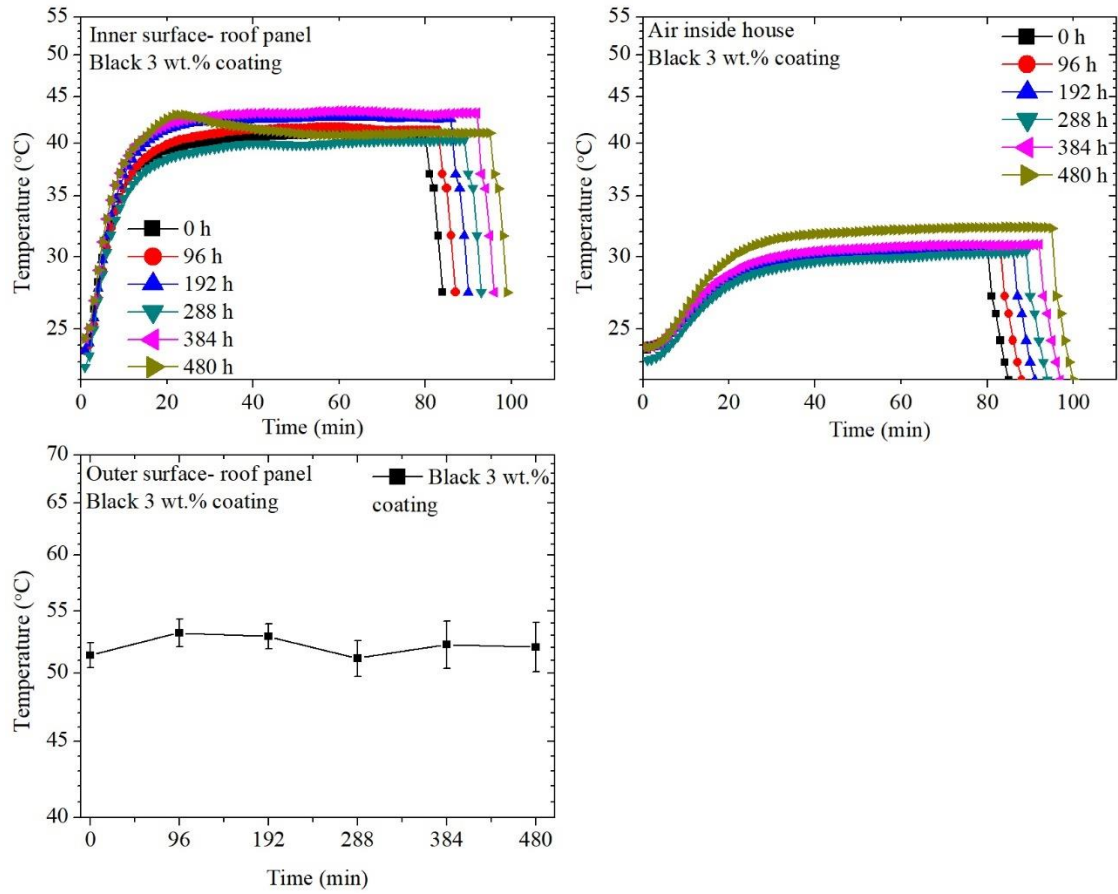 Inner surface- roof panel
Black 3 wt.% coating
Temperature (°C)
55
50
45
40
35
30
25
0 h
96 h
192 h
288 h
384 h
480 h
0 20 40 60 80 100
Time (min)
Air inside house
Black 3 wt.% coating
Temperature (°C)
55
50
45
40
35
30
25
0 h
96 h
192 h
288 h
384 h
480 h
0 20 40 60 80 100
Time (min)
Outer surface- roof panel
Black 3 wt.% coating
Black 3 wt.%
coating
Temperature (°C)
70
65
60
55
50
45
40
0 96 192 288 384 480
Time (min)